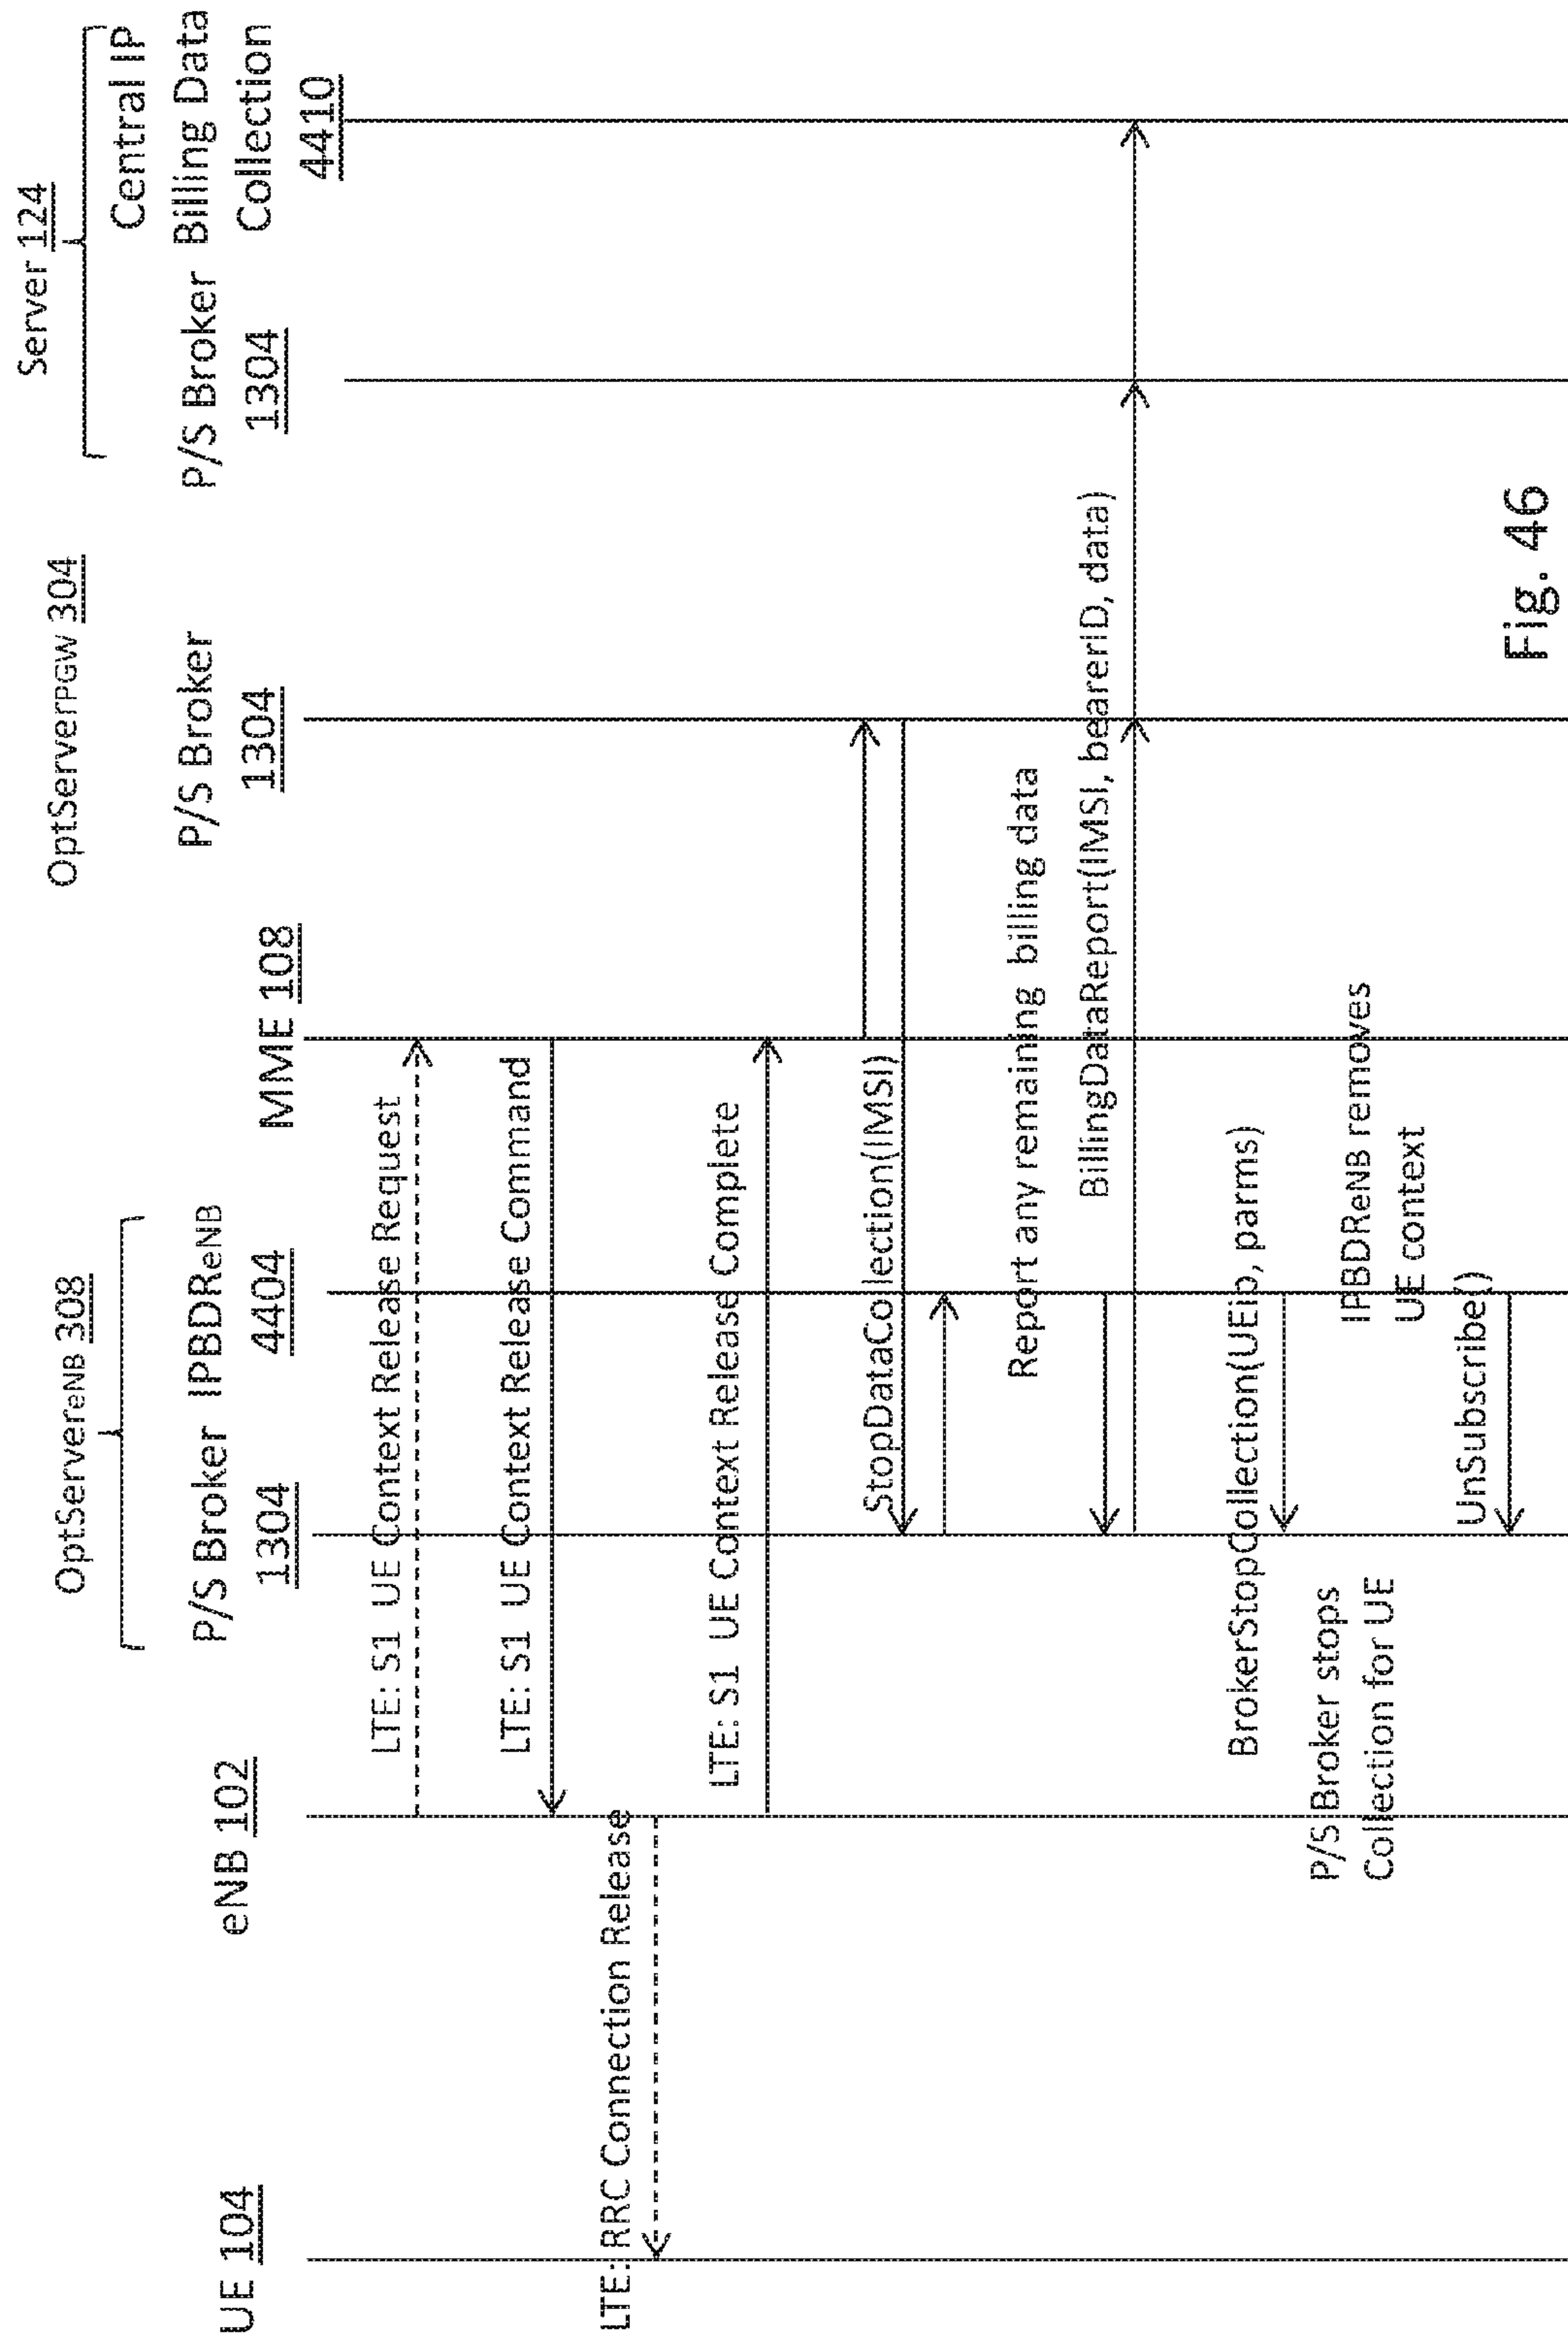 OptServereNB 308
OptServerPGW 304
Server 124
UE 104
eNB 102
P/S Broker
1304
IPBDReNB
4404
MME 108
P/S Broker
1304
P/S Broker
1304
Central IP
Billing Data
Collection
4410
LTE: S1 UE Context Release Request
LTE: S1 UE Context Release Command
LTE: RRC Connection Release
LTE: S1 UE Context Release Complete
StopDataCollection(IMSI)
Report any remaining billing data
BillingDataReport(IMSI, bearerID, data)
BrokerStopCollection(UEip, parms)
P/S Broker stops
Collection for UE
IPBDReNB removes
UE context
UnSubscribe()
Fig. 46